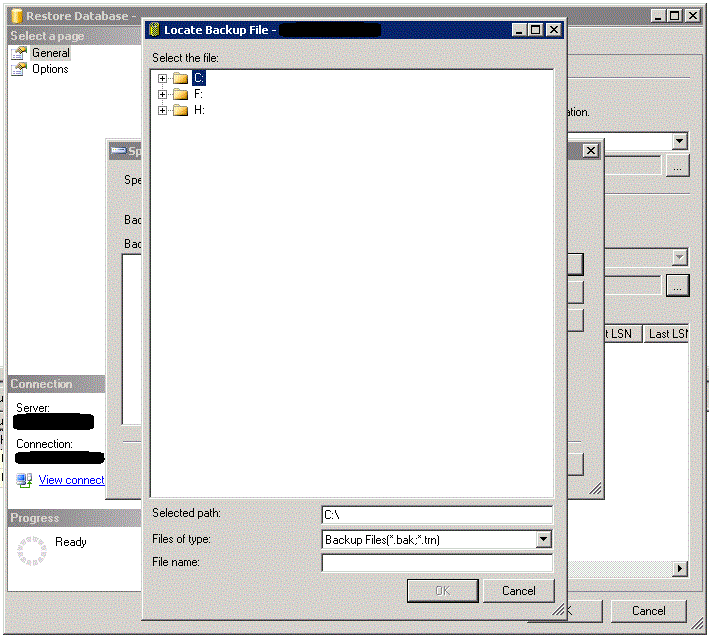 Restore Database -
Select a page
General
Options
Locate Backup File -
Select the file:
C:
F:
H:
ation.
Sp
Spe
Bac
Bac
...
...
t LSN
Last LSN
Connection
Server:
Connection:
View connect
Progress
Ready
Selected path:
C:\
Files of type:
Backup Files(*.bak;*.trn)
File name:
OK
Cancel
K
Cancel